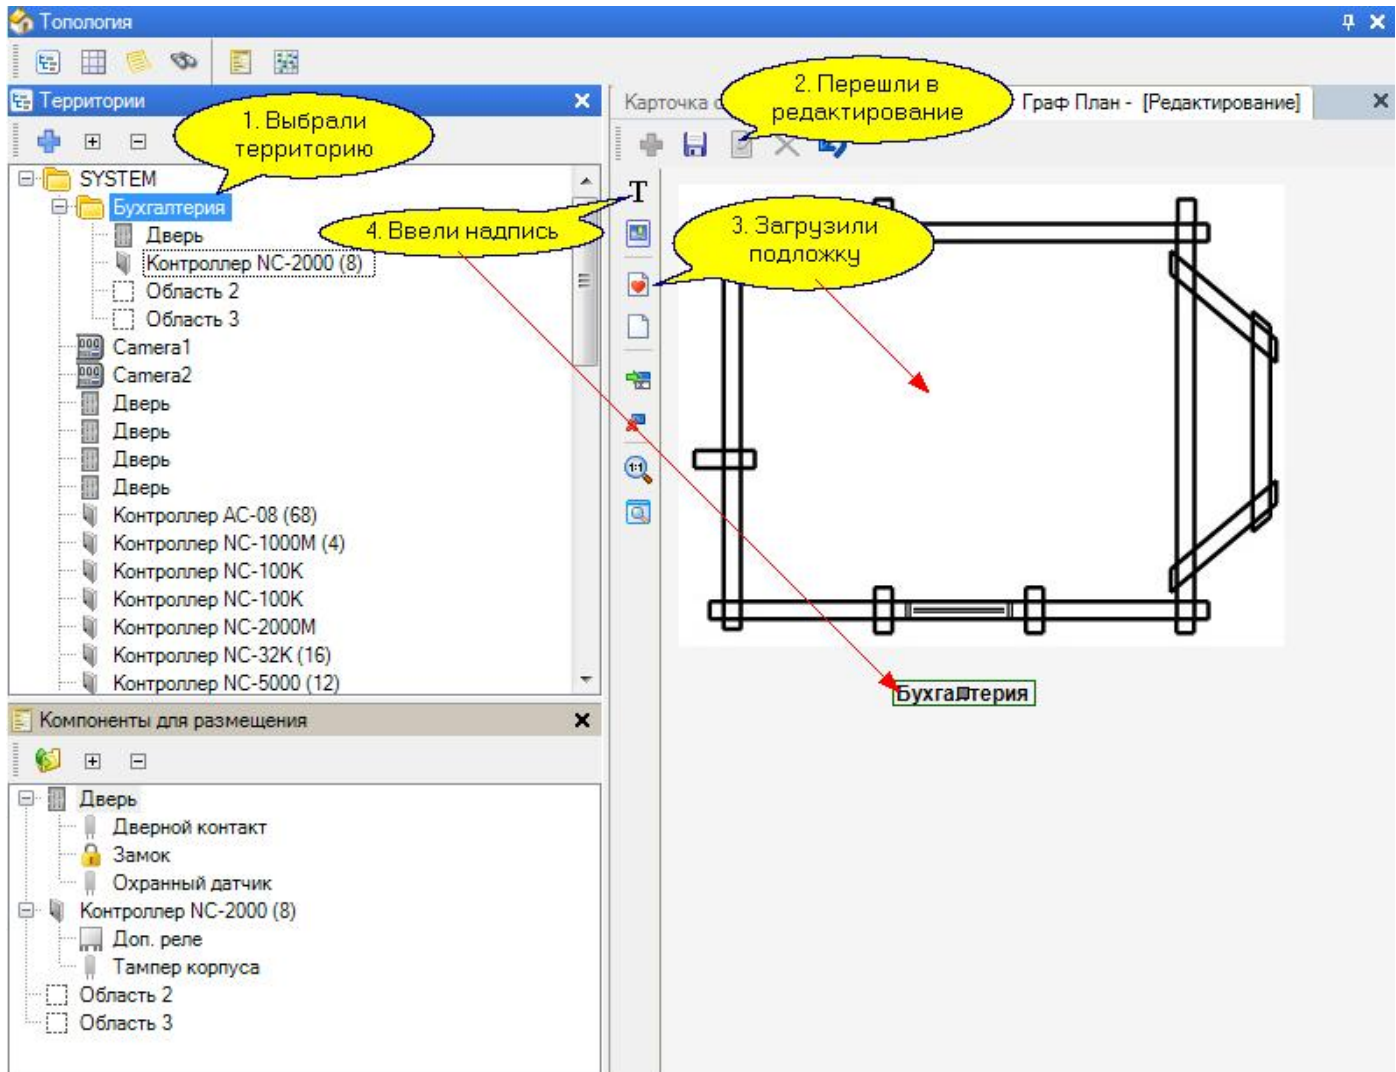 Топология
Территории
1. Выбрали
территорию
SYSTEM
Бухгалтерия
Дверь
Контроллер NC-2000 (8)
Область 2
Область 3
Camera1
Camera2
Дверь
Дверь
Дверь
Дверь
Контроллер AC-08 (68)
Контроллер NC-1000M (4)
Контроллер NC-100K
Контроллер NC-100K
Контроллер NC-2000M
Контроллер NC-32K (16)
Контроллер NC-5000 (12)
Компоненты для размещения
Дверь
Дверной контакт
Замок
Охранный датчик
Контроллер NC-2000 (8)
Доп. реле
Тампер корпуса
Область 2
Область 3
Карточка
Граф План - [Редактирование]
2. Перешли в
редактирование
T
4. Ввели надпись
3. Загрузили
подложку
1:1
Бухгалтерия